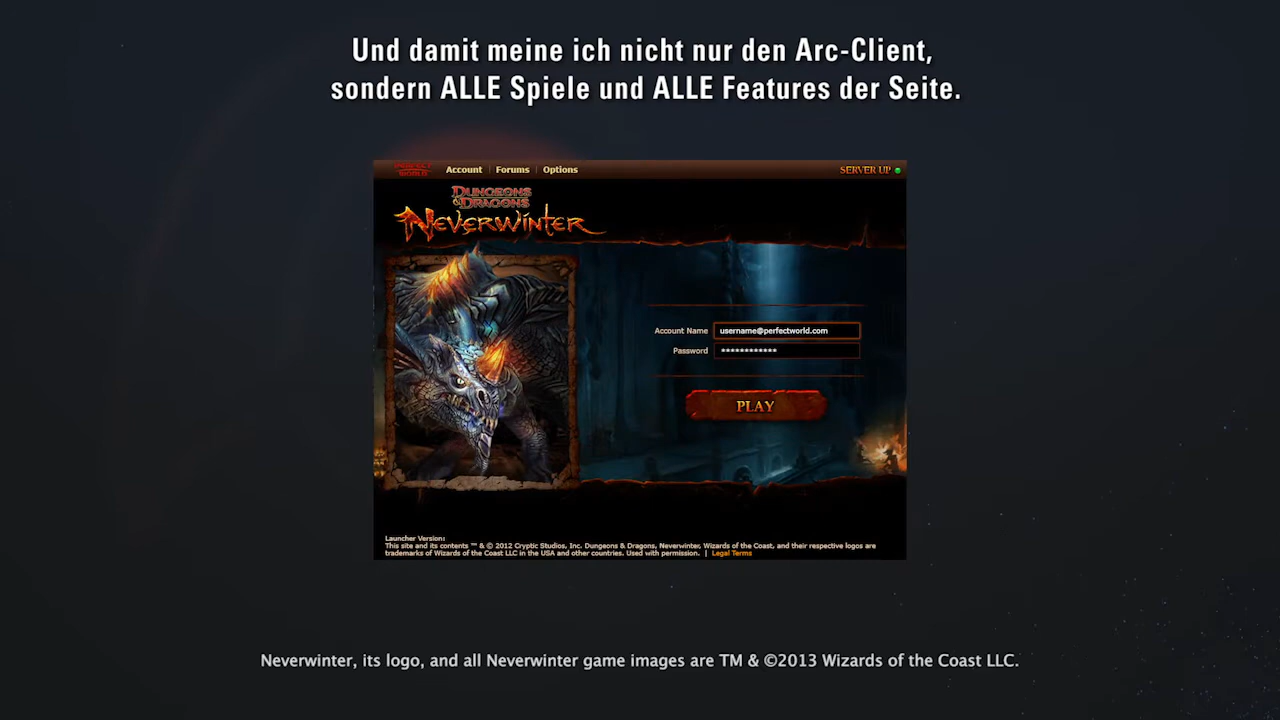 Und damit meine ich nicht nur den Arc-Client,
sondern ALLE Spiele und ALLE Features der Seite.
PERFECT
WORLD
Account | Forums | Options
SERVER UP
DUNGEONS
& DRAGONS
NEVERWINTER
Account Name username@perfectworld.com
Password ************
PLAY
Launcher Version:
This site and its contents ™ & © 2012 Cryptic Studios, Inc. Dungeons & Dragons, Neverwinter, Wizards of the Coast, and their respective logos are
trademarks of Wizards of the Coast LLC in the USA and other countries. Used with permission. | Legal Terms
Neverwinter, its logo, and all Neverwinter game images are TM & ©2013 Wizards of the Coast LLC.